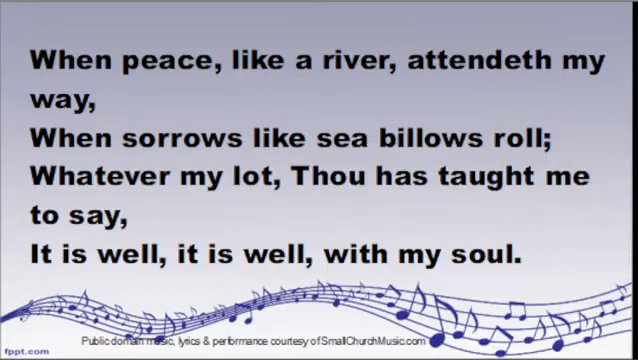 When peace, like a river, attendeth my
way,
When sorrows like sea billows roll;
Whatever my lot, Thou has taught me
to say,
It is well, it is well, with my soul.
Public domain music, lyrics & performance courtesy of SmallChurchMusic.com
fppt.com